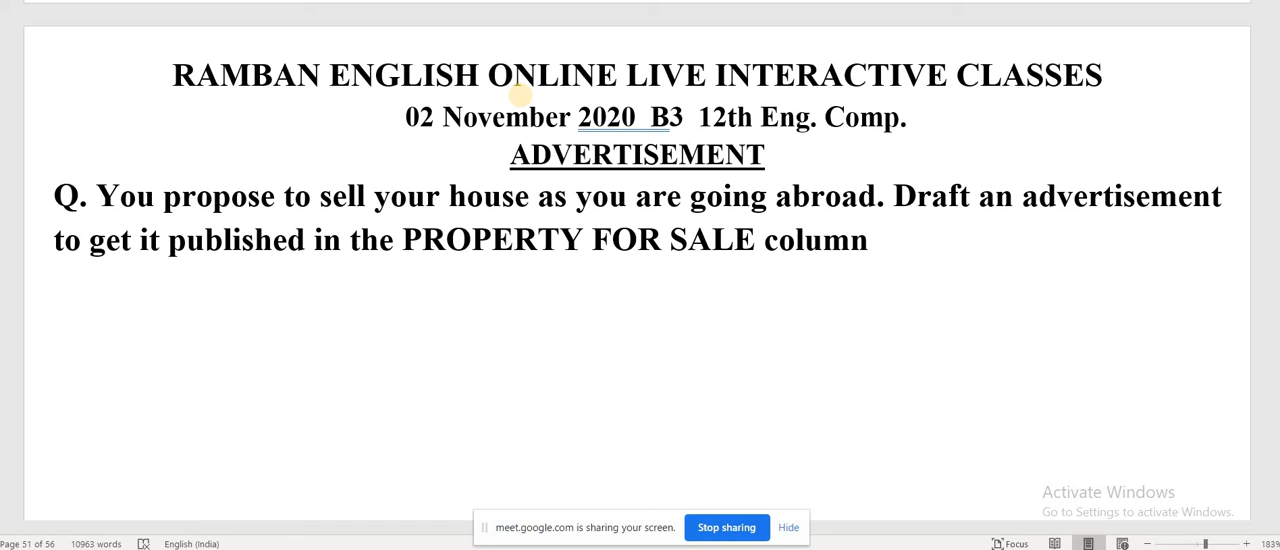 RAMBAN ENGLISH ONLINE LIVE INTERACTIVE CLASSES
02 November 2020 B3 12th Eng. Comp.
ADVERTISEMENT
Q. You propose to sell your house as you are going abroad. Draft an advertisement
to get it published in the PROPERTY FOR SALE column
Activate Windows
Go to Settings to activate Windows.
meet.google.com is sharing your screen. Stop sharing Hide
Page 51 of 56 10963 words English (India) Focus 183%